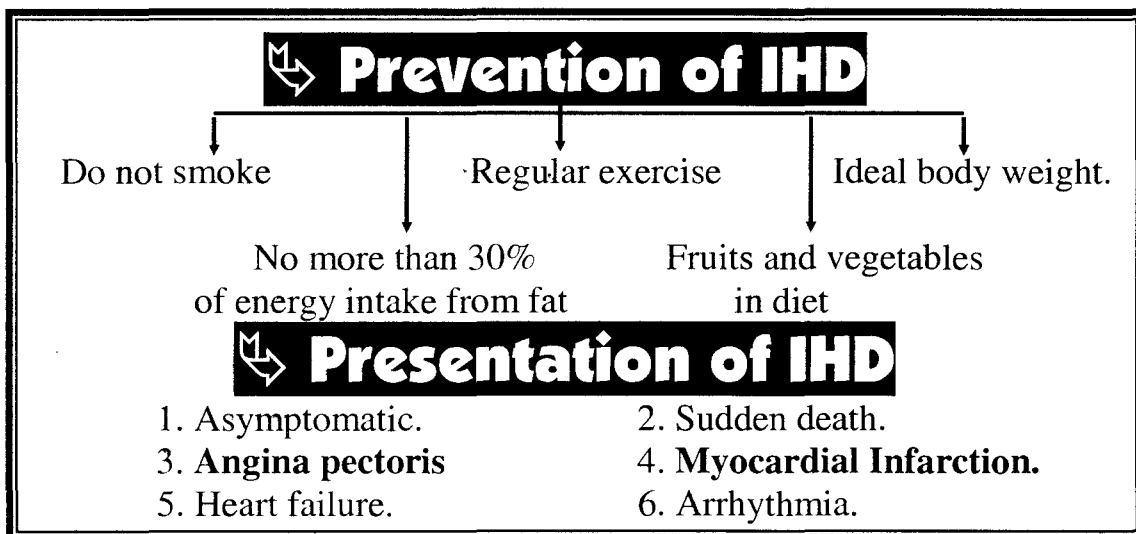 Prevention of IHD
Do not smoke
Regular exercise
Ideal body weight.
No more than 30%
of energy intake from fat
Fruits and vegetables
in diet
Presentation of IHD
1. Asymptomatic.
2. Sudden death.
3. Angina pectoris
4. Myocardial Infarction.
5. Heart failure.
6. Arrhythmia.